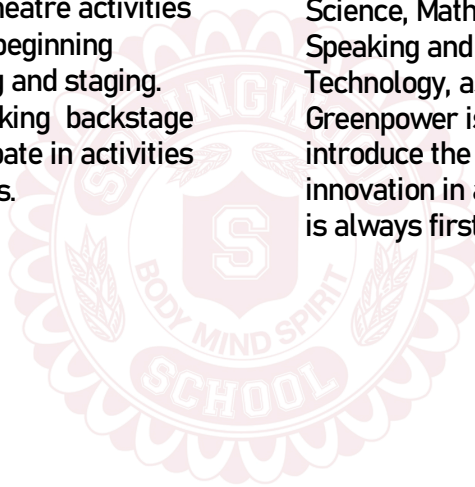 heatre activities
beginning
g and staging.
king backstage
pate in activities
s.
Science, Math
Speaking and
Technology, a
Greenpower is
introduce the
innovation in a
is always first
S
BODY MIND SPIRIT
SCHOOL